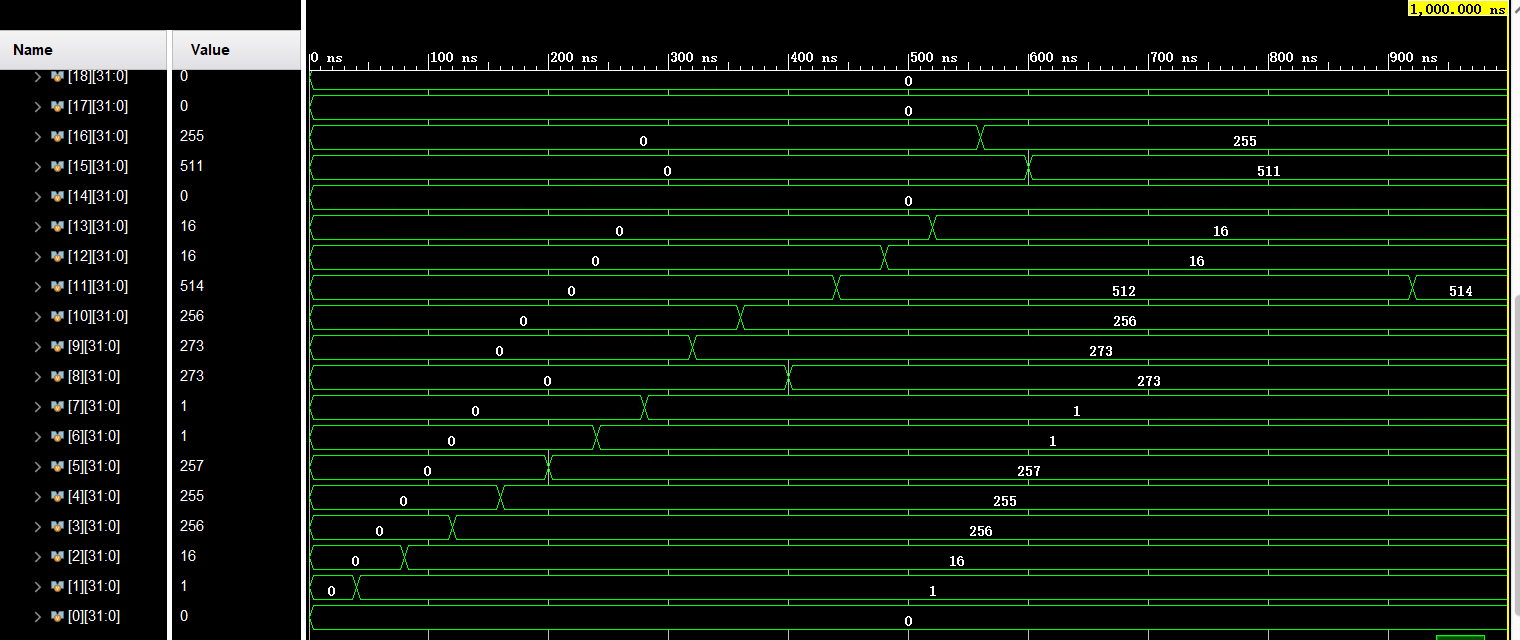 1,000.000 ns
Name Value
0 ns 100 ns 200 ns 300 ns 400 ns 500 ns 600 ns 700 ns 800 ns 900 ns
[18][31:0] 0 0
[17][31:0] 0 0
[16][31:0] 255 0 255
[15][31:0] 511 0 511
[14][31:0] 0 0
[13][31:0] 16 0 16
[12][31:0] 16 0 16
[11][31:0] 514 0 512 514
[10][31:0] 256 0 256
[9][31:0] 273 0 273
[8][31:0] 273 0 273
[7][31:0] 1 0 1
[6][31:0] 1 0 1
[5][31:0] 257 0 257
[4][31:0] 255 0 255
[3][31:0] 256 0 256
[2][31:0] 16 0 16
[1][31:0] 1 0 1
[0][31:0] 0 0